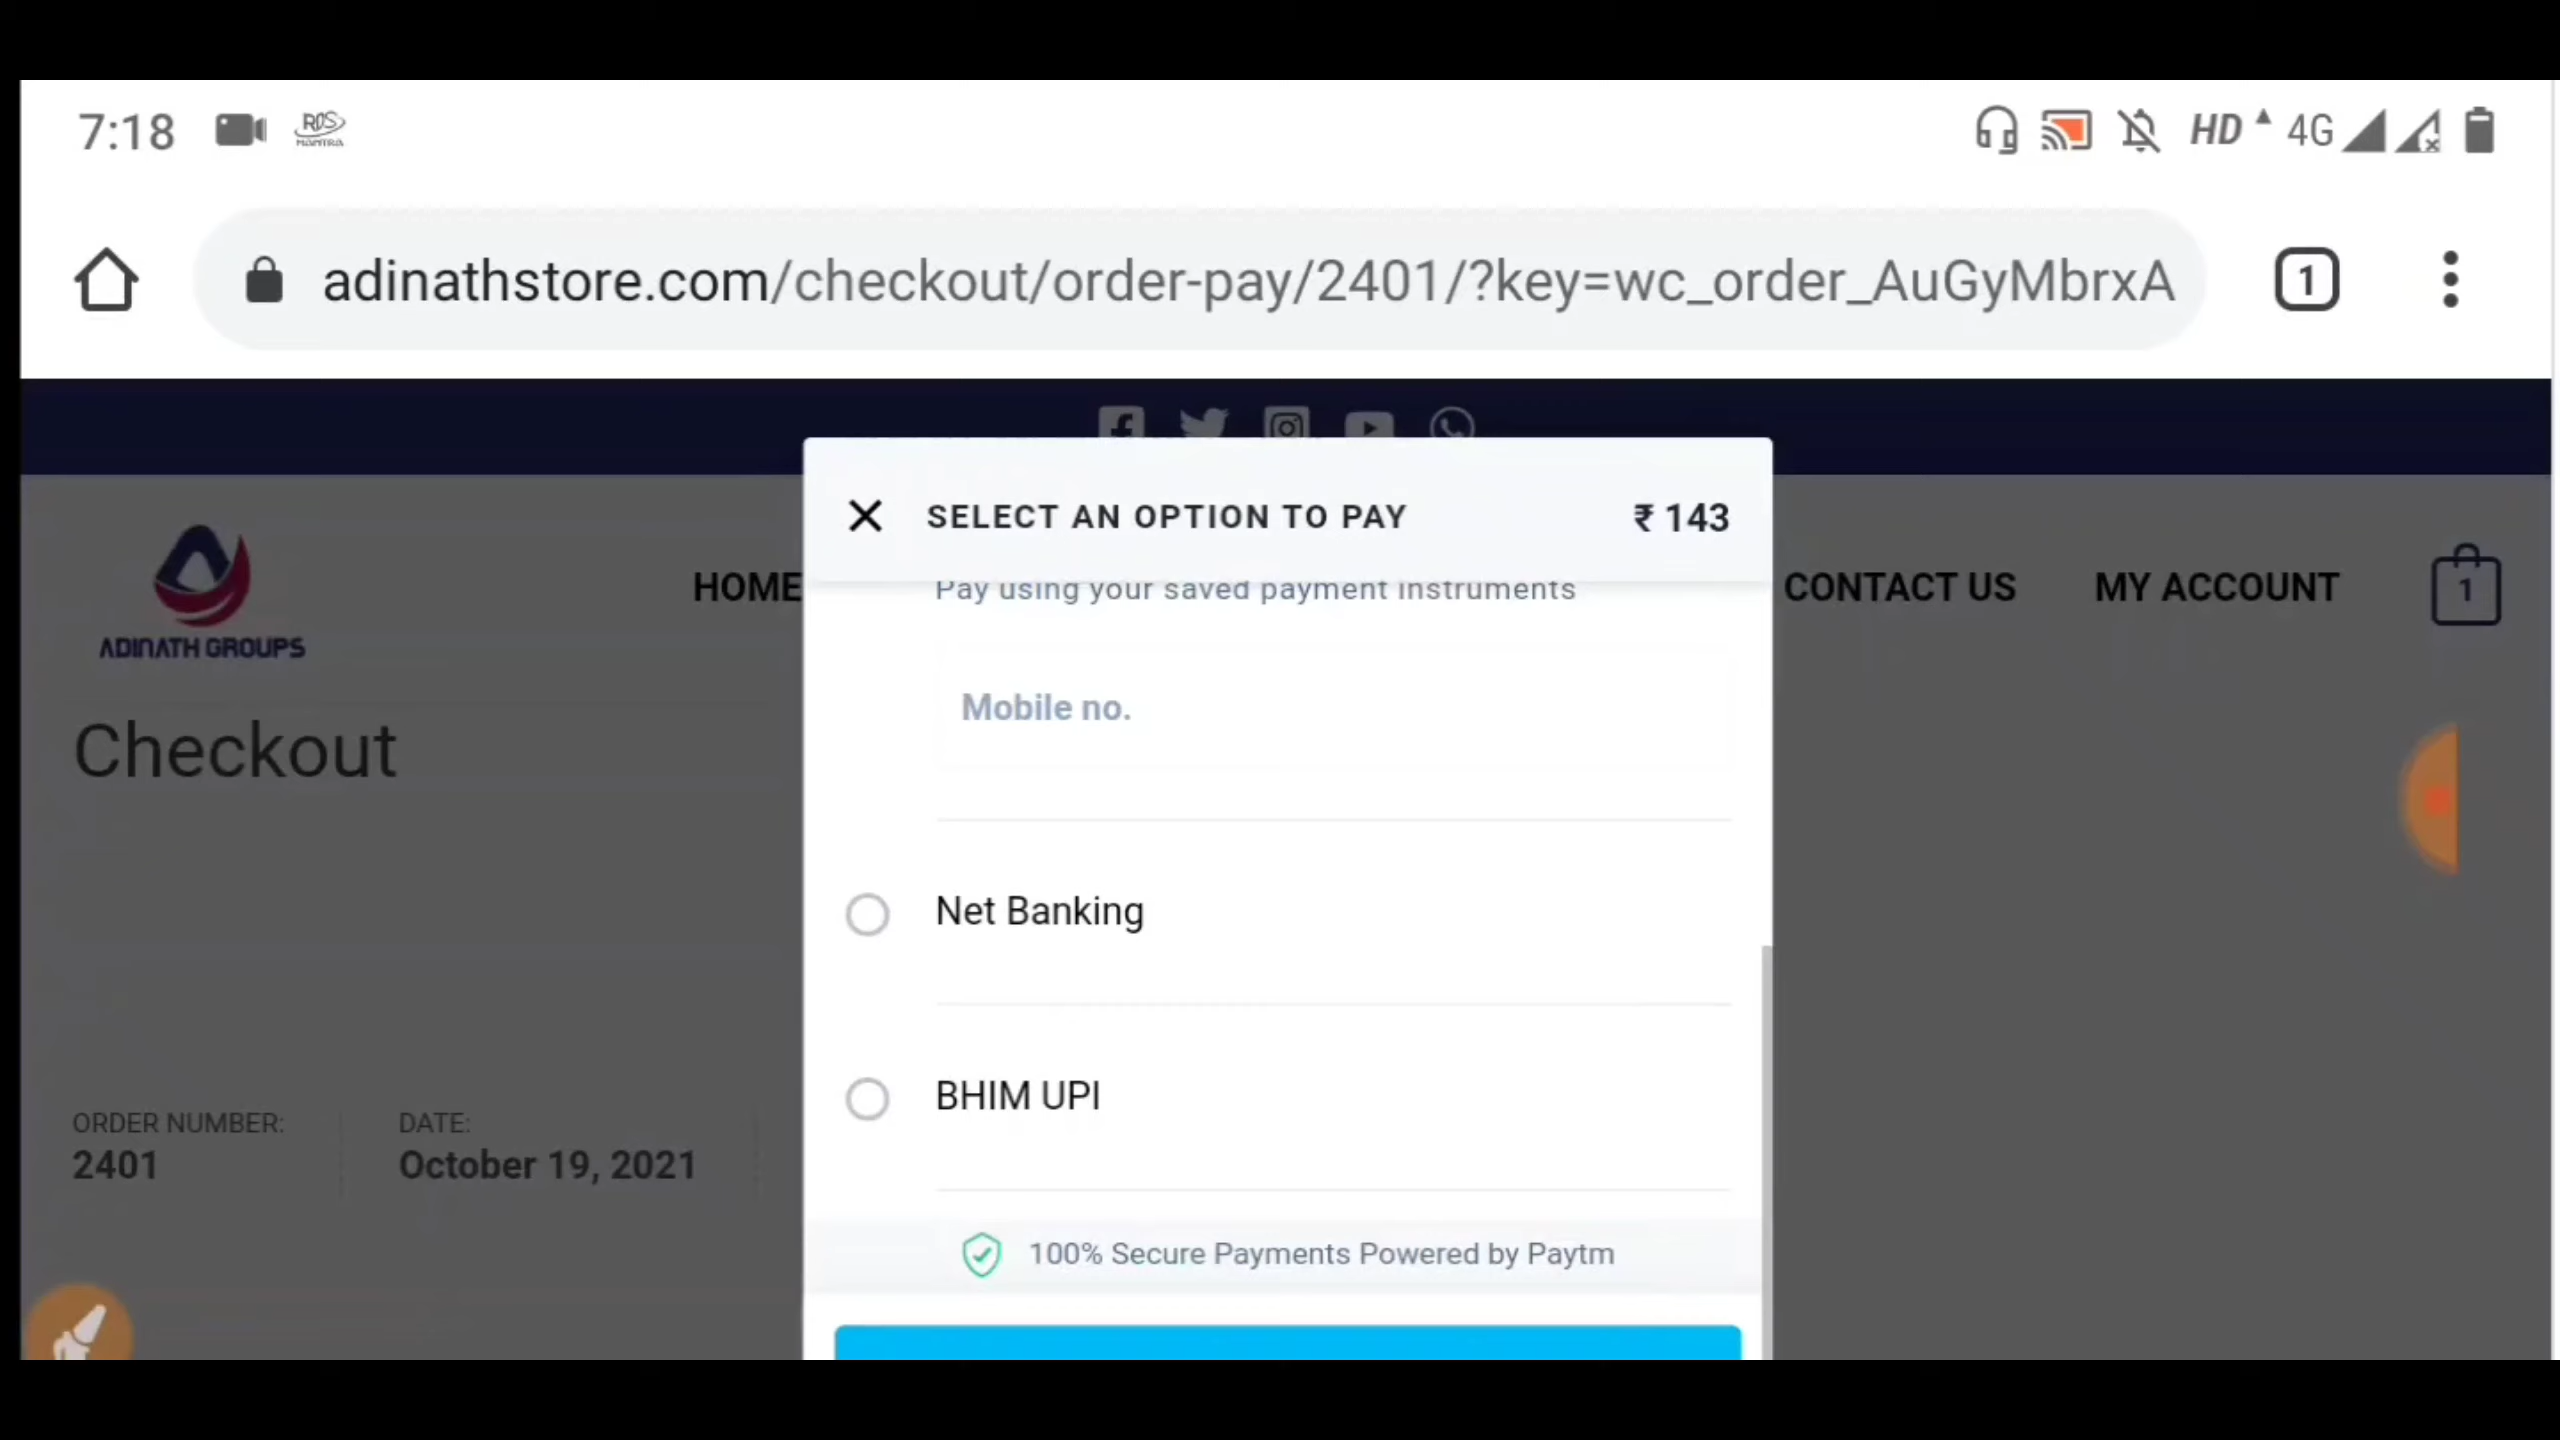 7:18
RDS
MANTRA
HD 4G
adinathstore.com/checkout/order-pay/2401/?key=wc_order_AuGyMbrxA
1
SELECT AN OPTION TO PAY ₹ 143
ADINATH GROUPS
HOME
CONTACT US
MY ACCOUNT
1
Pay using your saved payment instruments
Mobile no.
Checkout
Net Banking
BHIM UPI
ORDER NUMBER:
2401
DATE:
October 19, 2021
100% Secure Payments Powered by Paytm